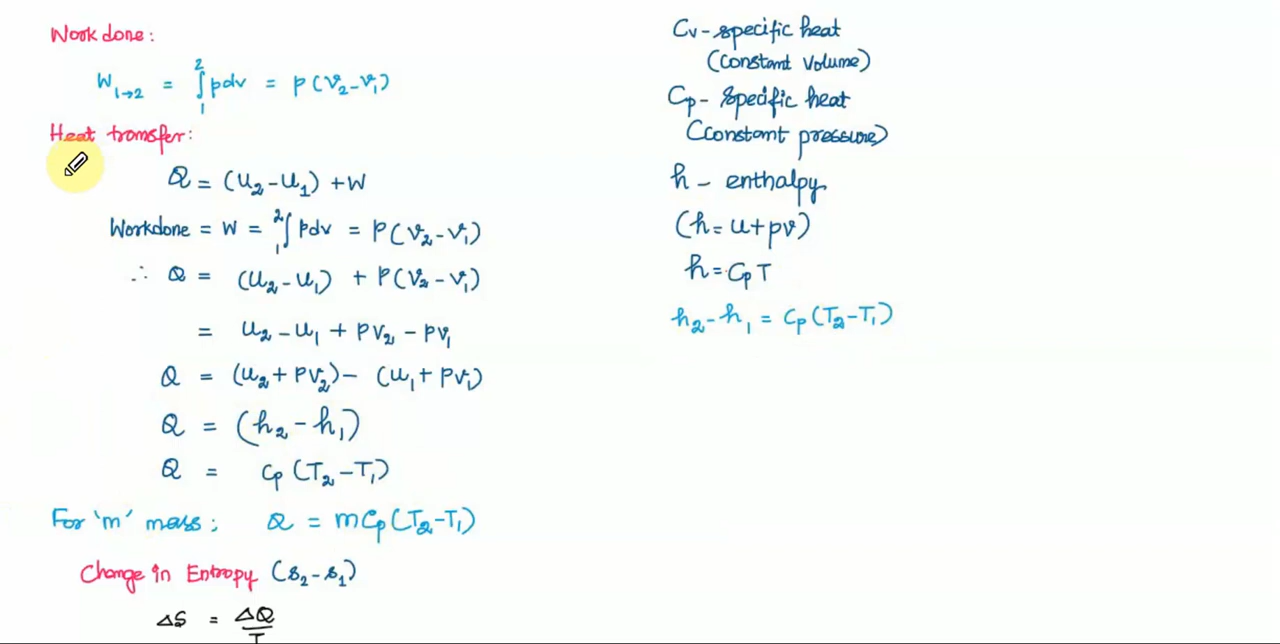 Work done:
W1→2 = ∫₁² pdv = p(v₂-v₁)
Heat transfer:
Q = (u₂-u₁) + W
Workdone = W = ₁²∫ pdv = P(v₂-v₁)
∴ Q = (u₂-u₁) + P(v₂-v₁)
= u₂-u₁ + PV₂ - PV₁
Q = (u₂+PV₂) - (u₁+PV₁)
Q = (h₂-h₁)
Q = Cp (T₂-T₁)
For 'm' mass; Q = mCp(T₂-T₁)
Change in Entropy (s₂-s₁)
ΔS = ΔQ
T
Cv - specific heat
(constant volume)
Cp - specific heat
(constant pressure)
h - enthalpy
(h = u+pv)
h = CpT
h₂-h₁ = Cp(T₂-T₁)